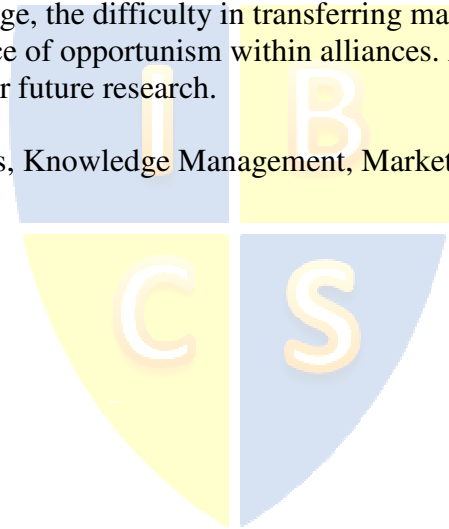 ge, the difficulty in transferring ma
ce of opportunism within alliances.
r future research.
s, Knowledge Management, Market
I B
C S